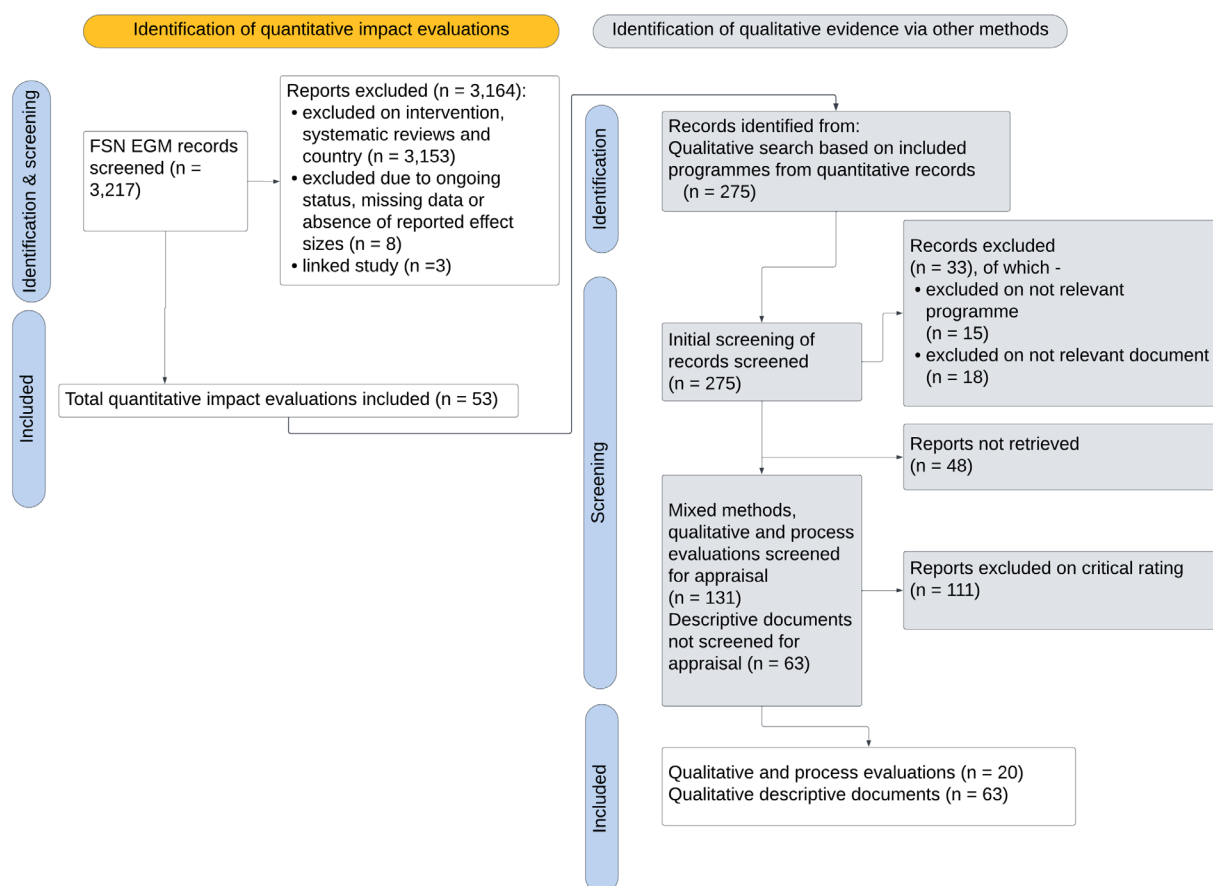 Identification of quantitative impact evaluations
Identification of qualitative evidence via other methods
Identification & screening
FSN EGM records
screened (n =
3,217)
Reports excluded (n = 3,164):
• excluded on intervention,
systematic reviews and
country (n = 3,153)
• excluded due to ongoing
status, missing data or
absence of reported effect
sizes (n = 8)
• linked study (n =3)
Included
Total quantitative impact evaluations included (n = 53)
Identification
Records identified from:
Qualitative search based on included
programmes from quantitative records
(n = 275)
Screening
Initial screening of
records screened
(n = 275)
Records excluded
(n = 33), of which -
• excluded on not relevant
programme
(n = 15)
• excluded on not relevant document
(n = 18)
Reports not retrieved
(n = 48)
Mixed methods,
qualitative and process
evaluations screened
for appraisal
(n = 131)
Descriptive documents
not screened for
appraisal (n = 63)
Reports excluded on critical rating
(n = 111)
Included
Qualitative and process evaluations (n = 20)
Qualitative descriptive documents (n = 63)